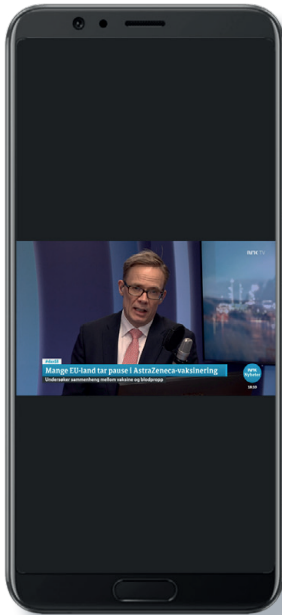 nrk TV
Mange EU-land tar pause i AstraZeneca-vaksinering
Undersøker sammenheng mellom vaksine og blodpropp
nrk
Nyheter